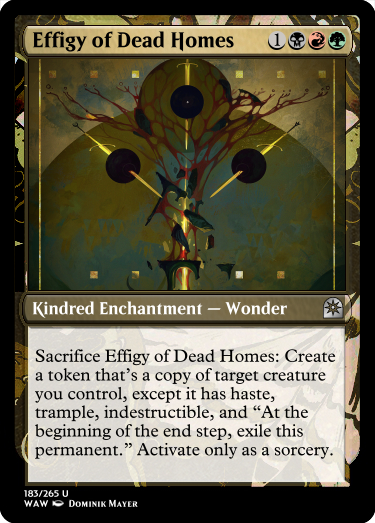 Effigy of Dead Homes 1
Kindred Enchantment — Wonder
Sacrifice Effigy of Dead Homes: Create
a token that's a copy of target creature
you control, except it has haste,
trample, indestructible, and “At the
beginning of the end step, exile this
permanent.” Activate only as a sorcery.
183/265 U
WAW Dominik Mayer